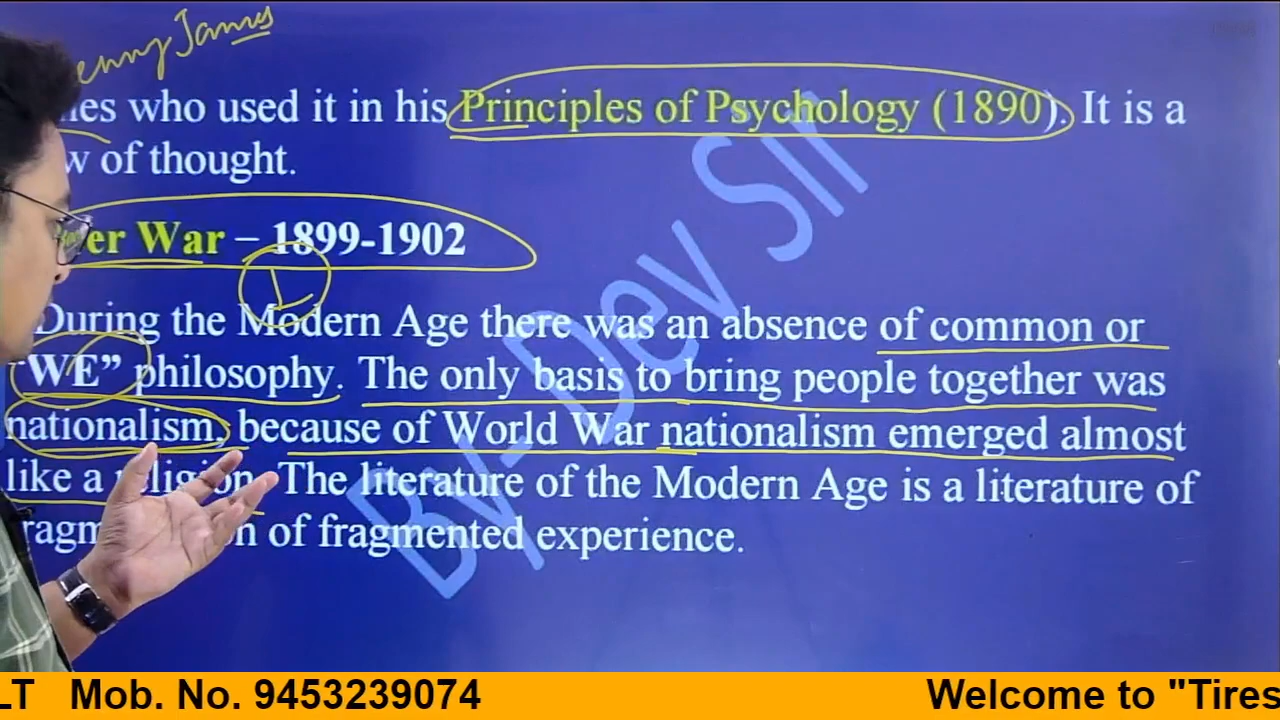 James
who used it in his Principles of Psychology (1890). It is a
of thought.
War – 1899-1902
During the Modern Age there was an absence of common or
"WE" philosophy. The only basis to bring people together was
nationalism, because of World War nationalism emerged almost
like a religion. The literature of the Modern Age is a literature of
of fragmented experience.
By- Dev Sir
LT Mob. No. 9453239074 Welcome to "Tires